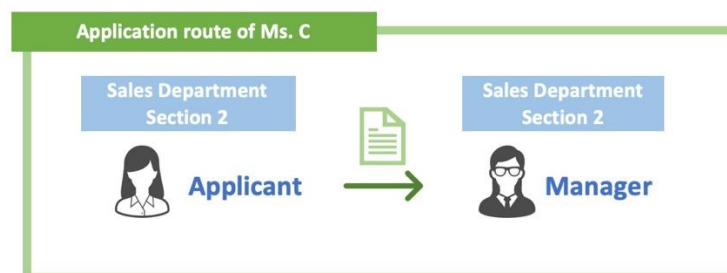 Application route of Ms. C
Sales Department
Section 2
Applicant
Sales Department
Section 2
Manager